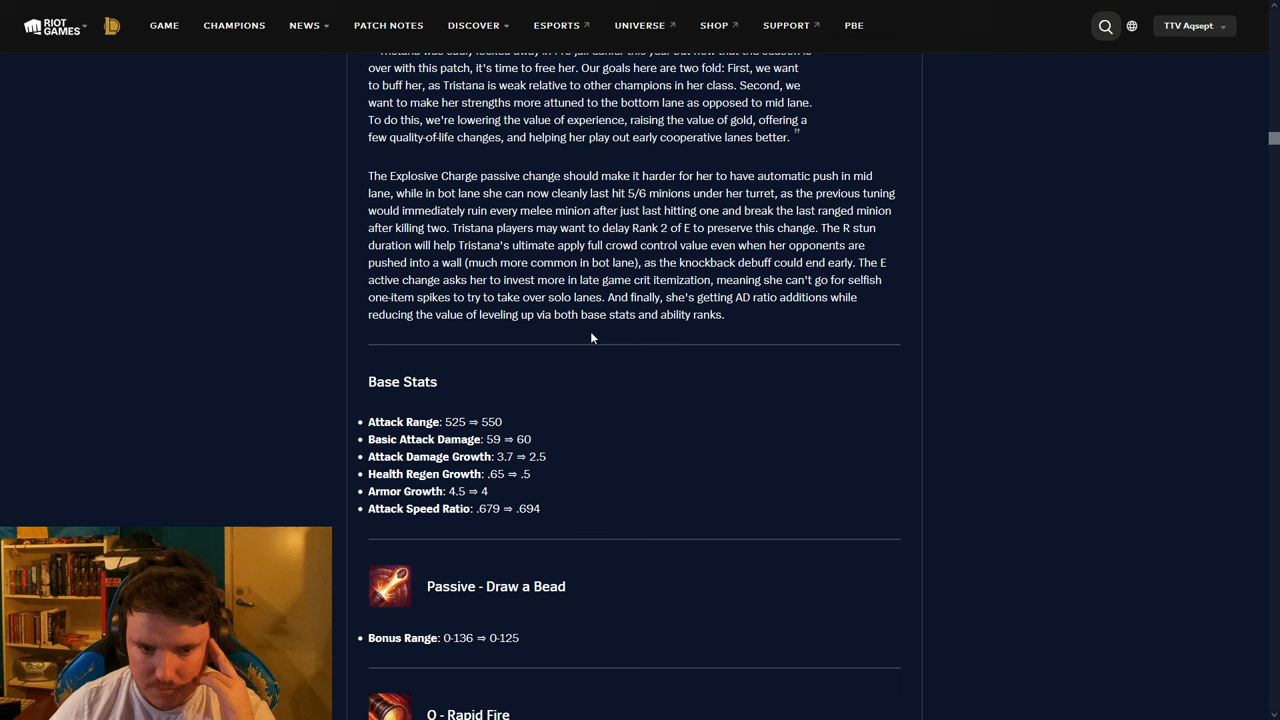 RIOT GAMES
GAME CHAMPIONS NEWS PATCH NOTES DISCOVER ESPORTS UNIVERSE SHOP SUPPORT PBE TTV Aqsept
over with this patch, it's time to free her. Our goals here are two fold: First, we want
to buff her, as Tristana is weak relative to other champions in her class. Second, we
want to make her strengths more attuned to the bottom lane as opposed to mid lane.
To do this, we're lowering the value of experience, raising the value of gold, offering a
few quality-of-life changes, and helping her play out early cooperative lanes better. ”
The Explosive Charge passive change should make it harder for her to have automatic push in mid
lane, while in bot lane she can now cleanly last hit 5/6 minions under her turret, as the previous tuning
would immediately ruin every melee minion after just last hitting one and break the last ranged minion
after killing two. Tristana players may want to delay Rank 2 of E to preserve this change. The R stun
duration will help Tristana's ultimate apply full crowd control value even when her opponents are
pushed into a wall (much more common in bot lane), as the knockback debuff could end early. The E
active change asks her to invest more in late game crit itemization, meaning she can't go for selfish
one-item spikes to try to take over solo lanes. And finally, she's getting AD ratio additions while
reducing the value of leveling up via both base stats and ability ranks.
Base Stats
• Attack Range: 525 ⇒ 550
• Basic Attack Damage: 59 ⇒ 60
• Attack Damage Growth: 3.7 ⇒ 2.5
• Health Regen Growth: .65 ⇒ .5
• Armor Growth: 4.5 ⇒ 4
• Attack Speed Ratio: .679 ⇒ .694
Passive - Draw a Bead
• Bonus Range: 0-136 ⇒ 0-125
Q - Rapid Fire